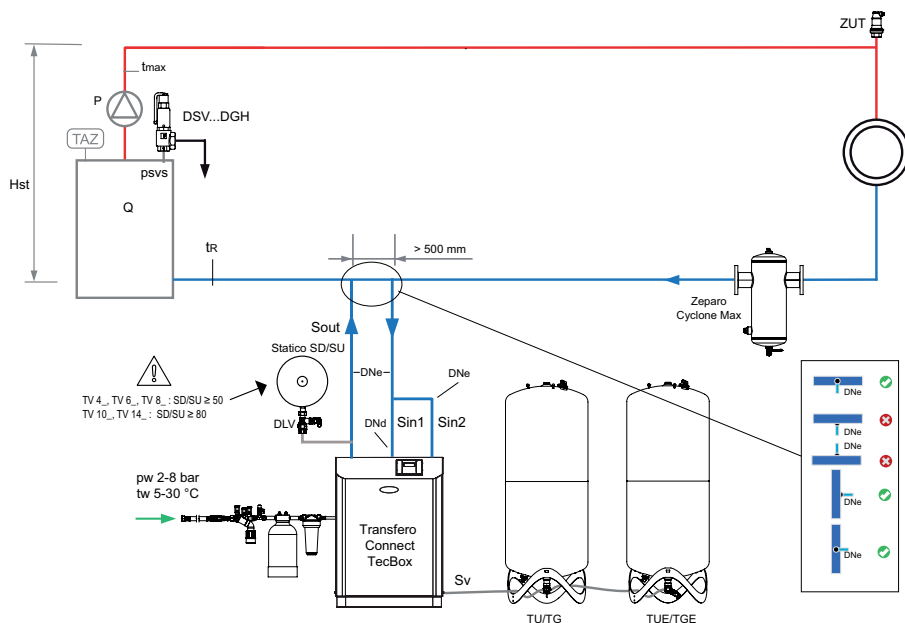 ZUT
tmax
P
DSV...DGH
TAZ
psvs
Hst
Q
tR
> 500 mm
Zeparo
Cyclone Max
Sout
Statico SD/SU
DNe
DNe
TV 4_, TV 6_, TV 8_ : SD/SU ≥ 50
TV 10_, TV 14_ : SD/SU ≥ 80
DLV
DNd
Sin1
Sin2
pw 2-8 bar
tw 5-30 °C
Transfero
Connect
TecBox
Sv
TU/TG
TUE/TGE
DNe
DNe
DNe
DNe
DNe